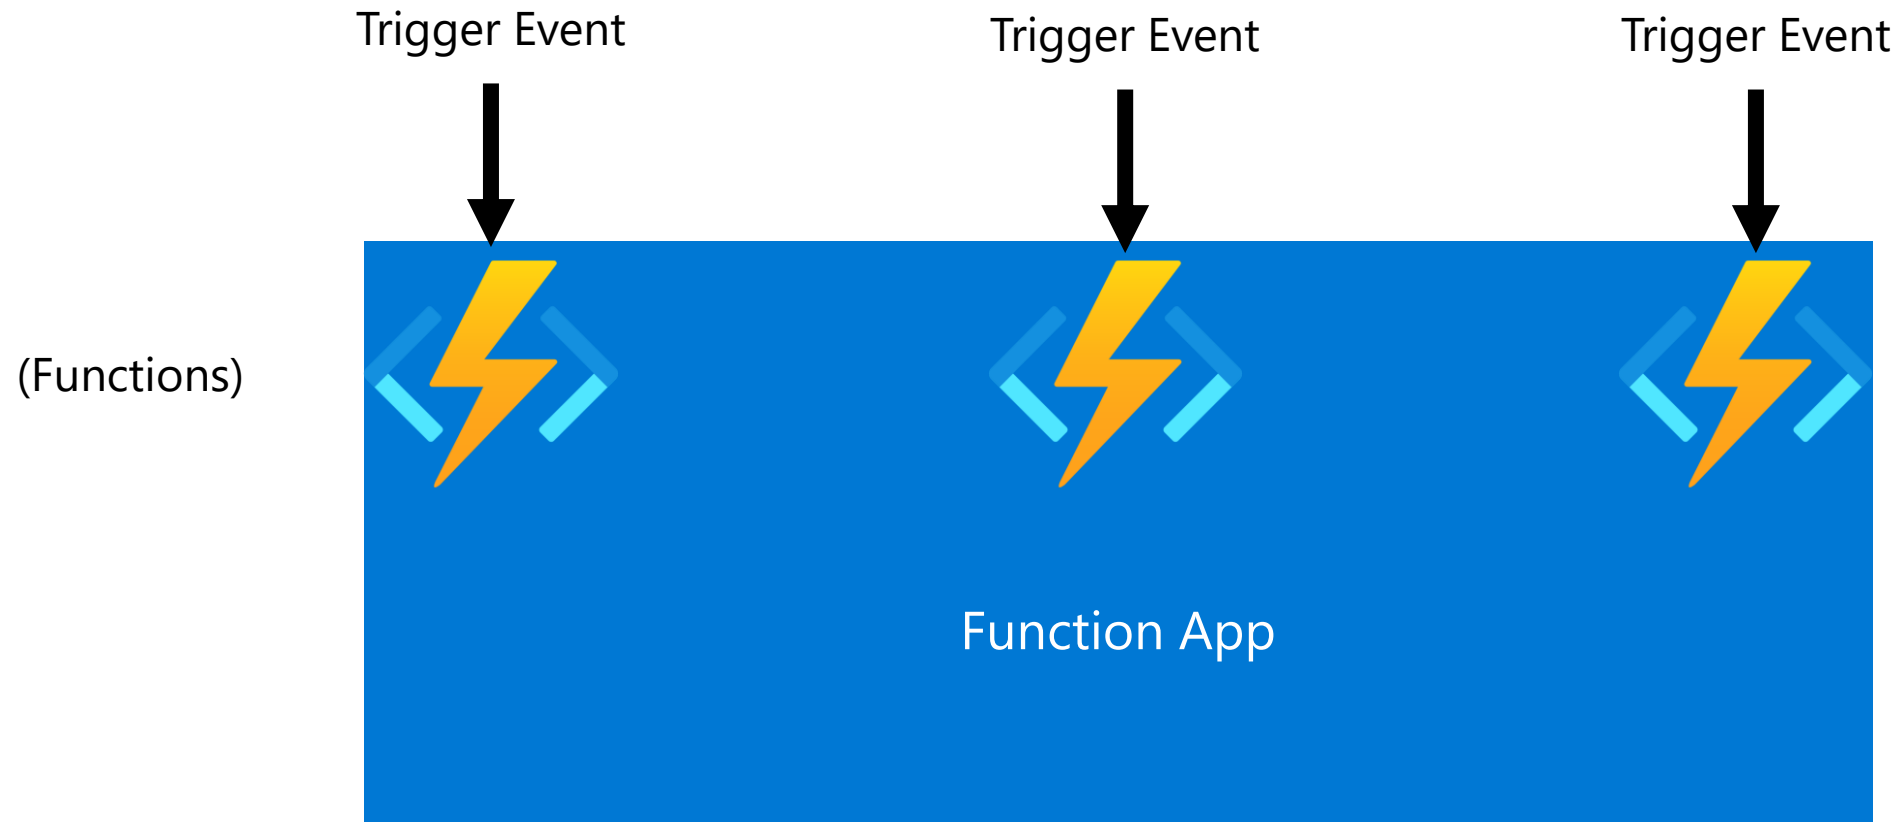 Trigger Event
Trigger Event
Trigger Event
(Functions)
Function App